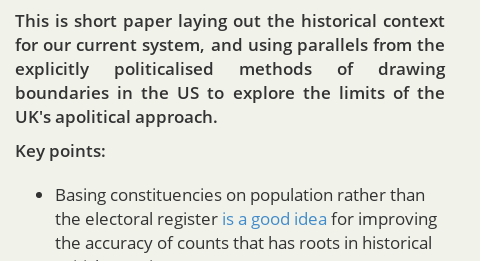 This is short paper laying out the historical context
for our current system, and using parallels from the
explicitly politicalised methods of drawing
boundaries in the US to explore the limits of the
UK's apolitical approach.
Key points:
• Basing constituencies on population rather than
the electoral register is a good idea for improving
the accuracy of counts that has roots in historical